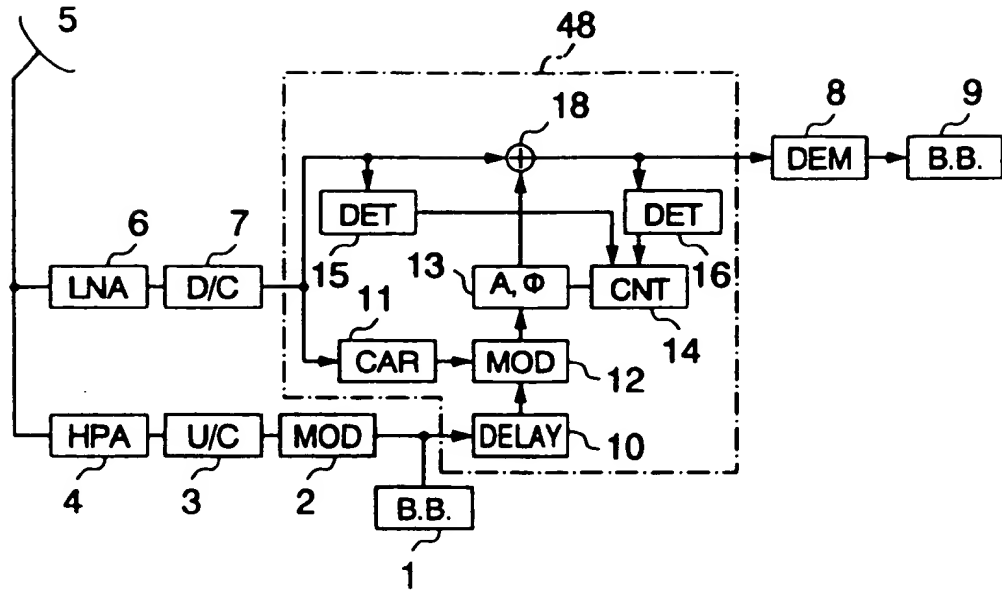 5
48
18
8
9
DEM
B.B.
6
7
DET
DET
15
13
16
LNA
D/C
A, Φ
CNT
11
14
CAR
MOD
12
HPA
U/C
MOD
DELAY
10
4
3
2
B.B.
1